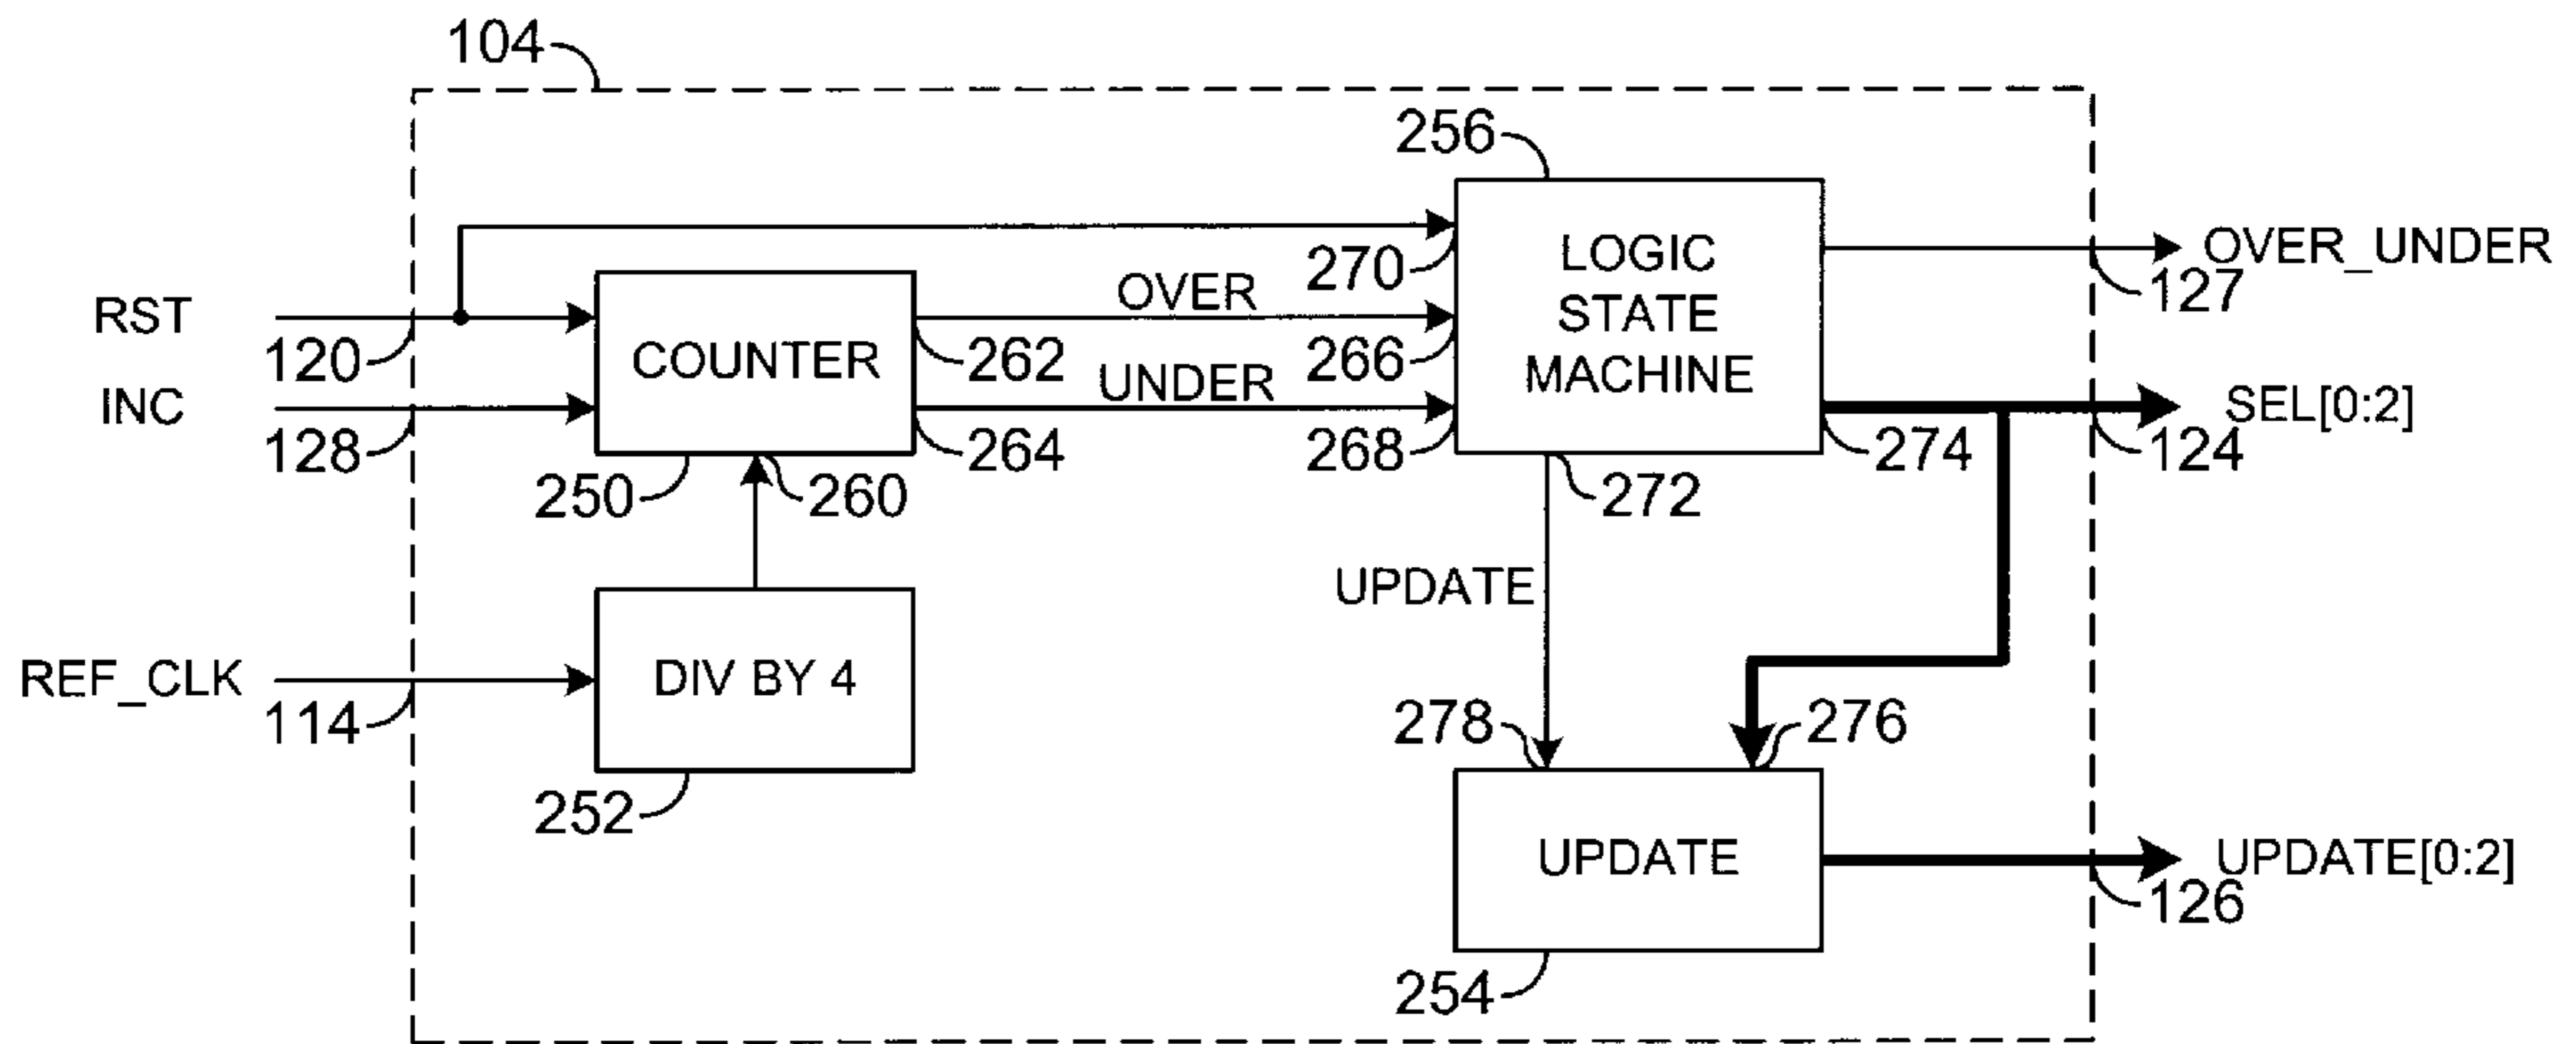 104
256
LOGIC
STATE
MACHINE
OVER_UNDER
270
127
RST
OVER
120
COUNTER
262
266
INC
UNDER
SEL[0:2]
128
264
268
274
124
250
260
272
UPDATE
REF_CLK
DIV BY 4
114
278
276
252
UPDATE
UPDATE[0:2]
126
254